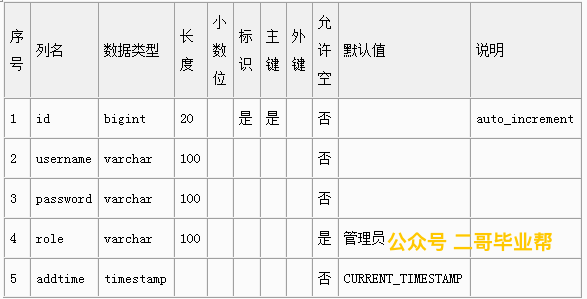 序号 列名 数据类型 长度 小数位 标识 主键 外键 允许空 默认值 说明
1 id bigint 20 是 是 否 auto_increment
2 username varchar 100 否
3 password varchar 100 否
4 role varchar 100 是 管理员
公众号 二哥毕业帮
5 addtime timestamp 否 CURRENT_TIMESTAMP